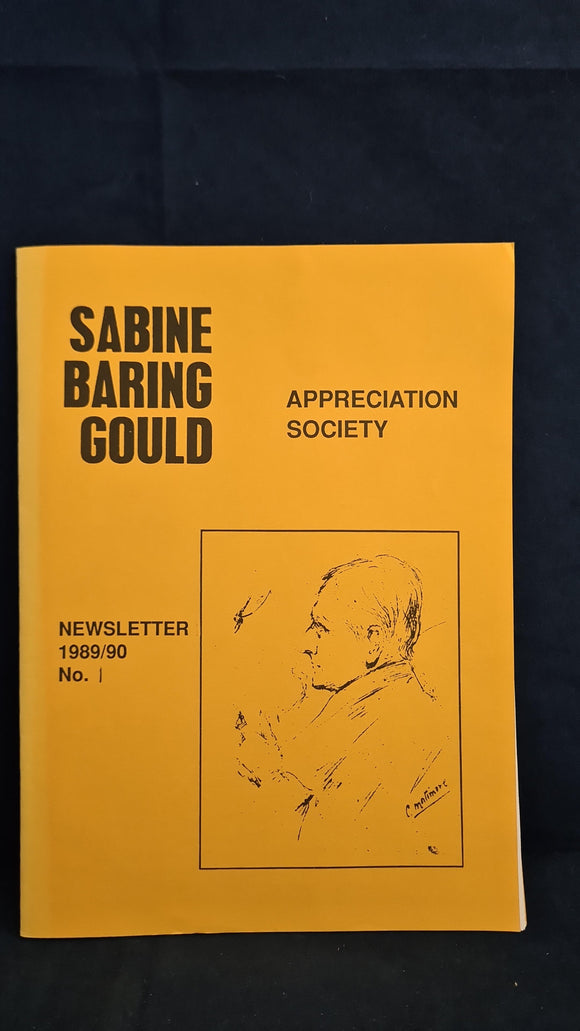 SABINE
BARING
GOULD
APPRECIATION
SOCIETY
NEWSLETTER
1989/90
No. 1